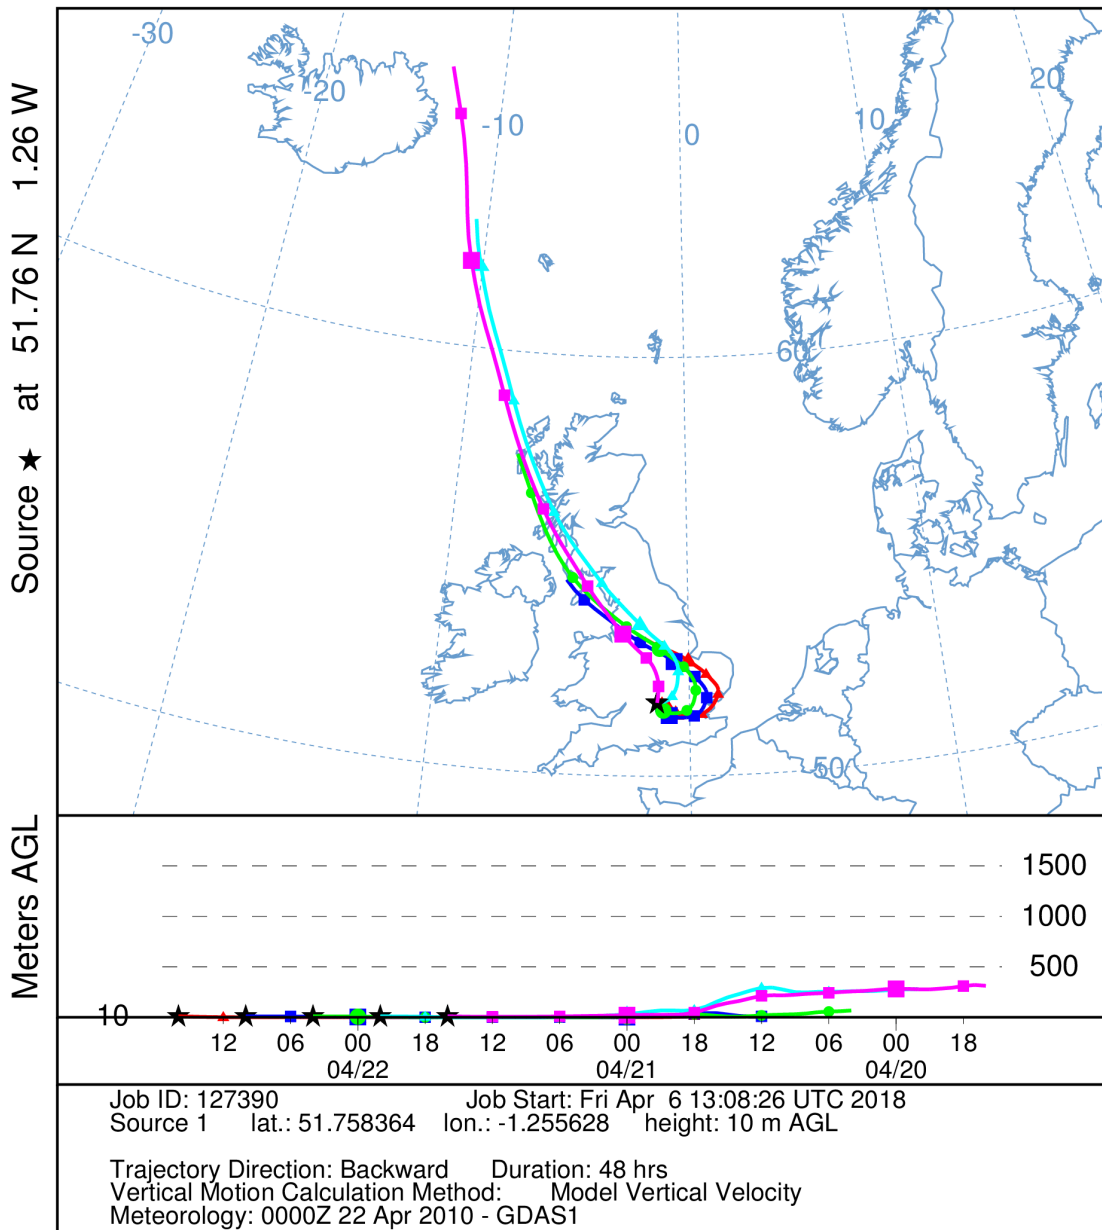 -30
-20
-10
0
10
20
60
50
Source ★ at 51.76 N 1.26 W
Meters AGL
1500
1000
500
10
12 06 00 18 12 06 00 18 12 06 00 18
04/22 04/21 04/20
Job ID: 127390 Job Start: Fri Apr 6 13:08:26 UTC 2018
Source 1 lat.: 51.758364 lon.: -1.255628 height: 10 m AGL
Trajectory Direction: Backward Duration: 48 hrs
Vertical Motion Calculation Method: Model Vertical Velocity
Meteorology: 0000Z 22 Apr 2010 - GDAS1